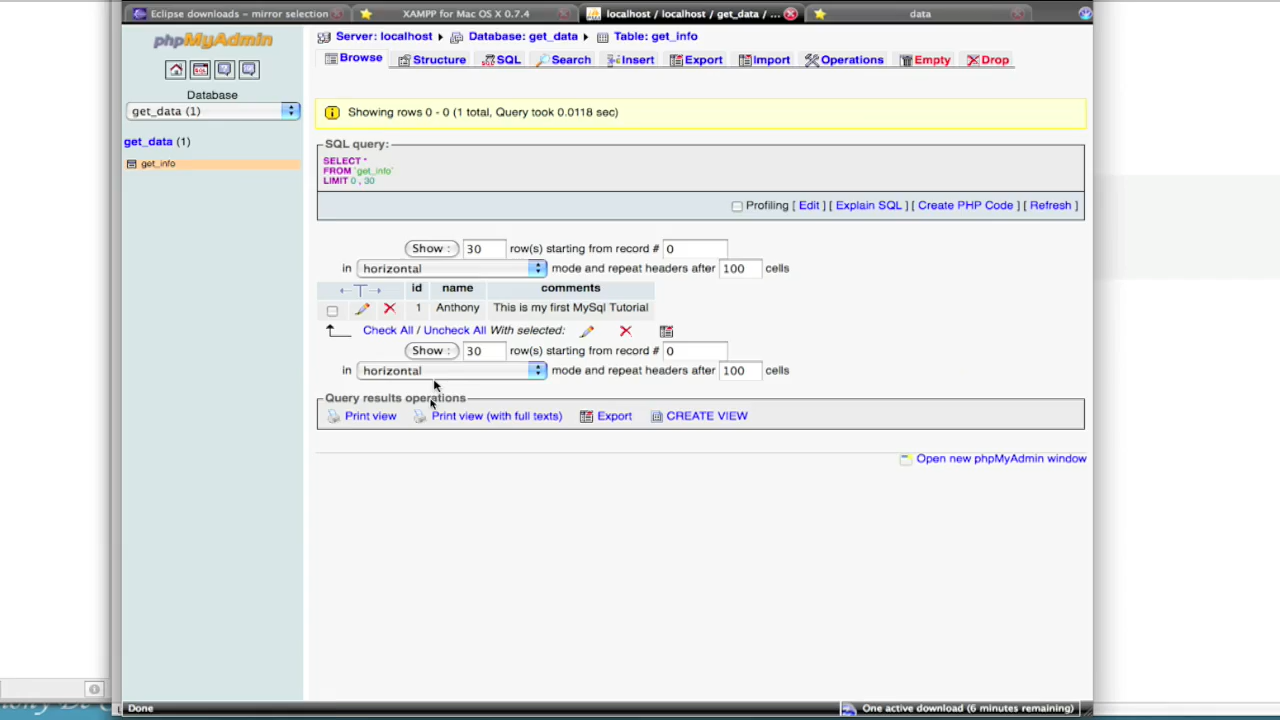 Eclipse downloads - mirror selection
XAMPP for Mac OS X 0.7.4
localhost / localhost / get_data / ...
data
phpMyAdmin
Server: localhost
Database: get_data
Table: get_info
Browse
Structure
SQL
Search
Insert
Export
Import
Operations
Empty
Drop
Database
get_data (1)
get_data (1)
get_info
Showing rows 0 - 0 (1 total, Query took 0.0118 sec)
SQL query:
SELECT *
FROM `get_info`
LIMIT 0 , 30
Profiling [ Edit ] [ Explain SQL ] [ Create PHP Code ] [ Refresh ]
Show : 30 row(s) starting from record # 0
in horizontal mode and repeat headers after 100 cells
←T→ id name comments
1 Anthony This is my first MySql Tutorial
Check All / Uncheck All With selected:
Show : 30 row(s) starting from record # 0
in horizontal mode and repeat headers after 100 cells
Query results operations
Print view
Print view (with full texts)
Export
CREATE VIEW
Open new phpMyAdmin window
Done
One active download (6 minutes remaining)